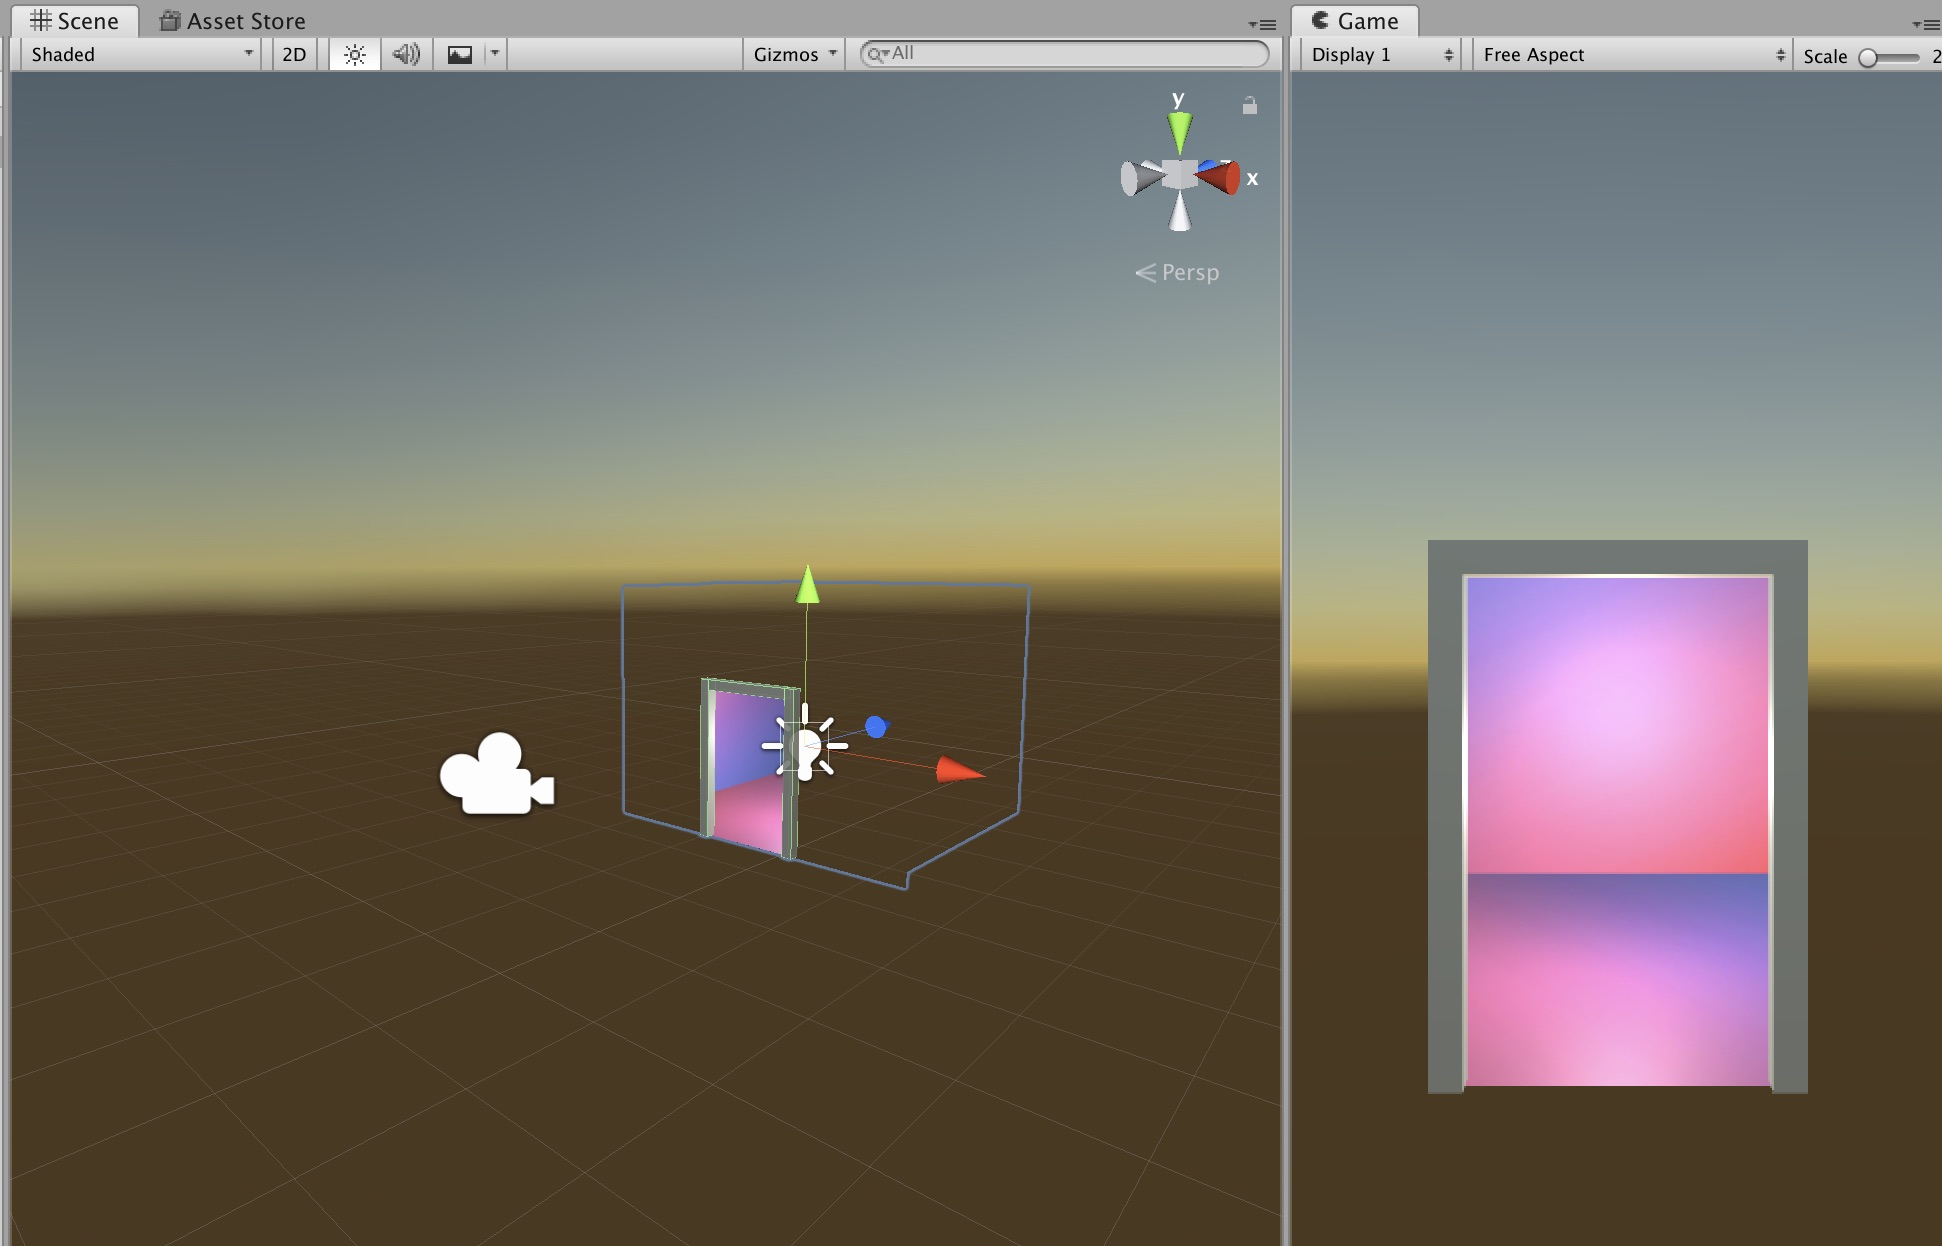 Scene
Asset Store
Game
Shaded
2D
Gizmos
All
Display 1
Free Aspect
Scale
2
y
x
Persp